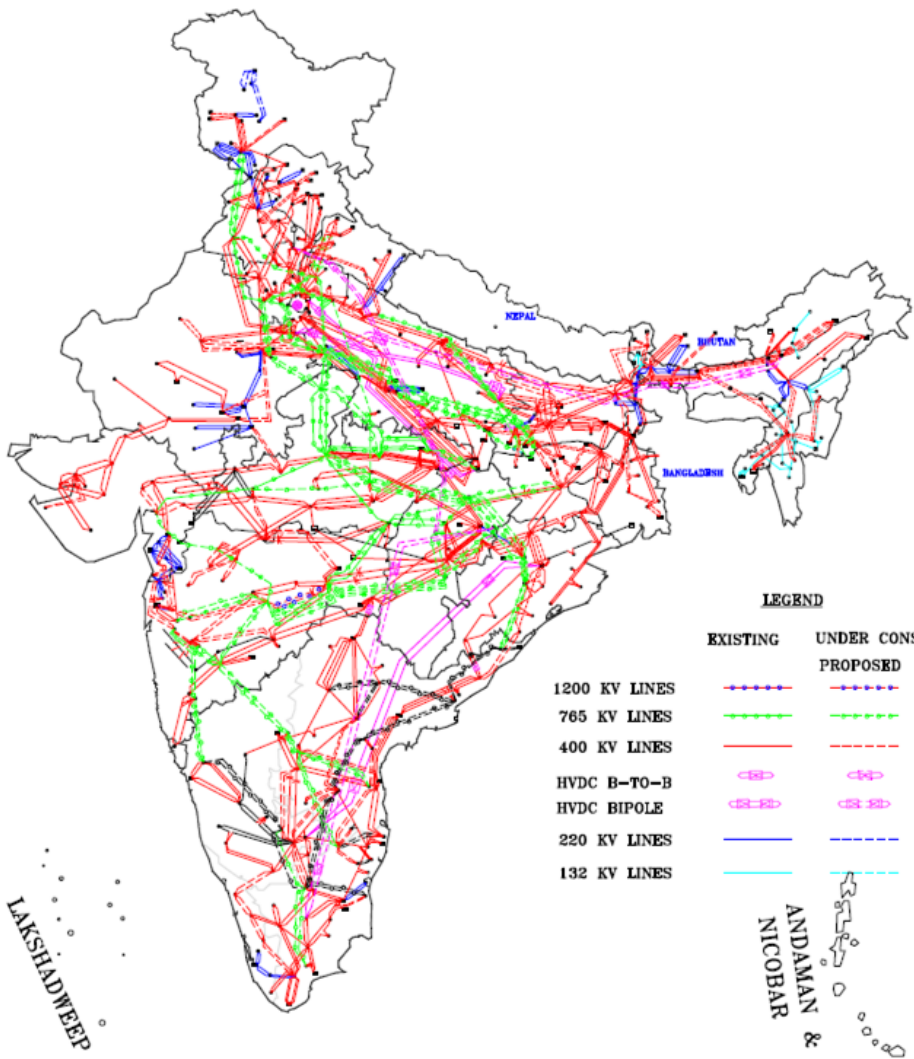 NEPAL
BHUTAN
BANGLADESH
LEGEND
EXISTING
UNDER CONS
PROPOSED
1200 KV LINES
765 KV LINES
400 KV LINES
HVDC B-TO-B
HVDC BIPOLE
220 KV LINES
132 KV LINES
LAKSHADWEEP
ANDAMAN &
NICOBAR